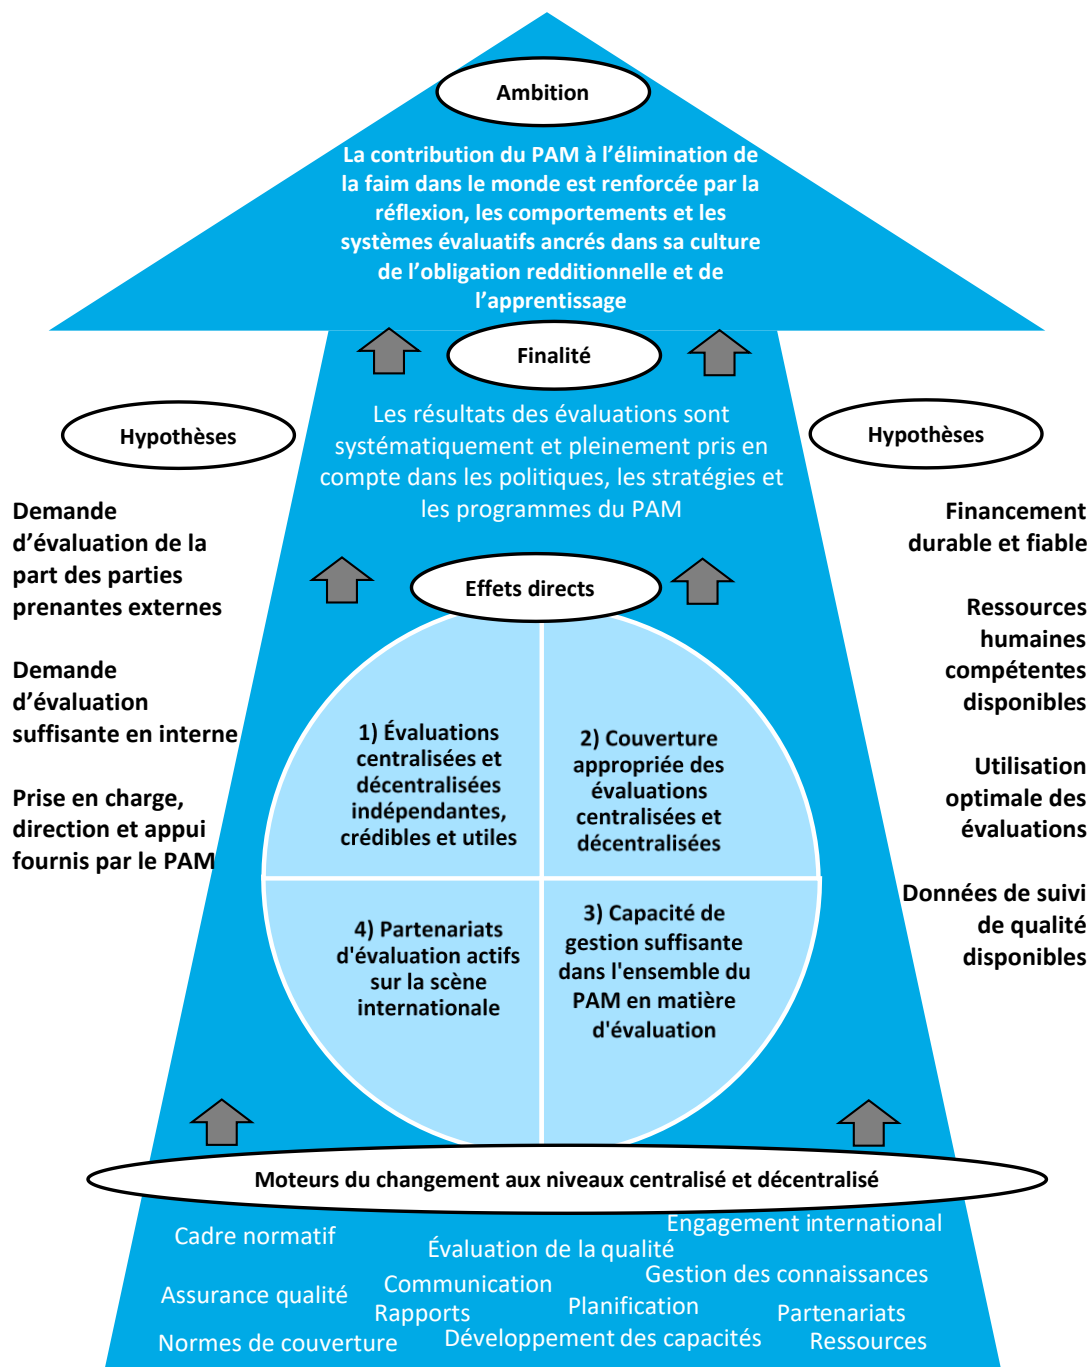 Ambition
La contribution du PAM à l’élimination de
la faim dans le monde est renforcée par la
réflexion, les comportements et les
systèmes évaluatifs ancrés dans sa culture
de l’obligation redditionnelle et de
l’apprentissage
Finalité
Les résultats des évaluations sont
systématiquement et pleinement pris en
compte dans les politiques, les stratégies et
les programmes du PAM
Hypothèses
Demande
d’évaluation de la
part des parties
prenantes externes
Demande
d’évaluation
suffisante en interne
Prise en charge,
direction et appui
fournis par le PAM
Hypothèses
Financement
durable et fiable
Ressources
humaines
compétentes
disponibles
Utilisation
optimale des
évaluations
Données de suivi
de qualité
disponibles
Effets directs
1) Évaluations
centralisées et
décentralisées
indépendantes,
crédibles et utiles
2) Couverture
appropriée des
évaluations
centralisées et
décentralisées
4) Partenariats
d'évaluation actifs
sur la scène
internationale
3) Capacité de
gestion suffisante
dans l'ensemble du
PAM en matière
d'évaluation
Moteurs du changement aux niveaux centralisé et décentralisé
Cadre normatif
Engagement international
Évaluation de la qualité
Gestion des connaissances
Communication
Assurance qualité
Planification
Rapports
Partenariats
Développement des capacités
Ressources
Normes de couverture